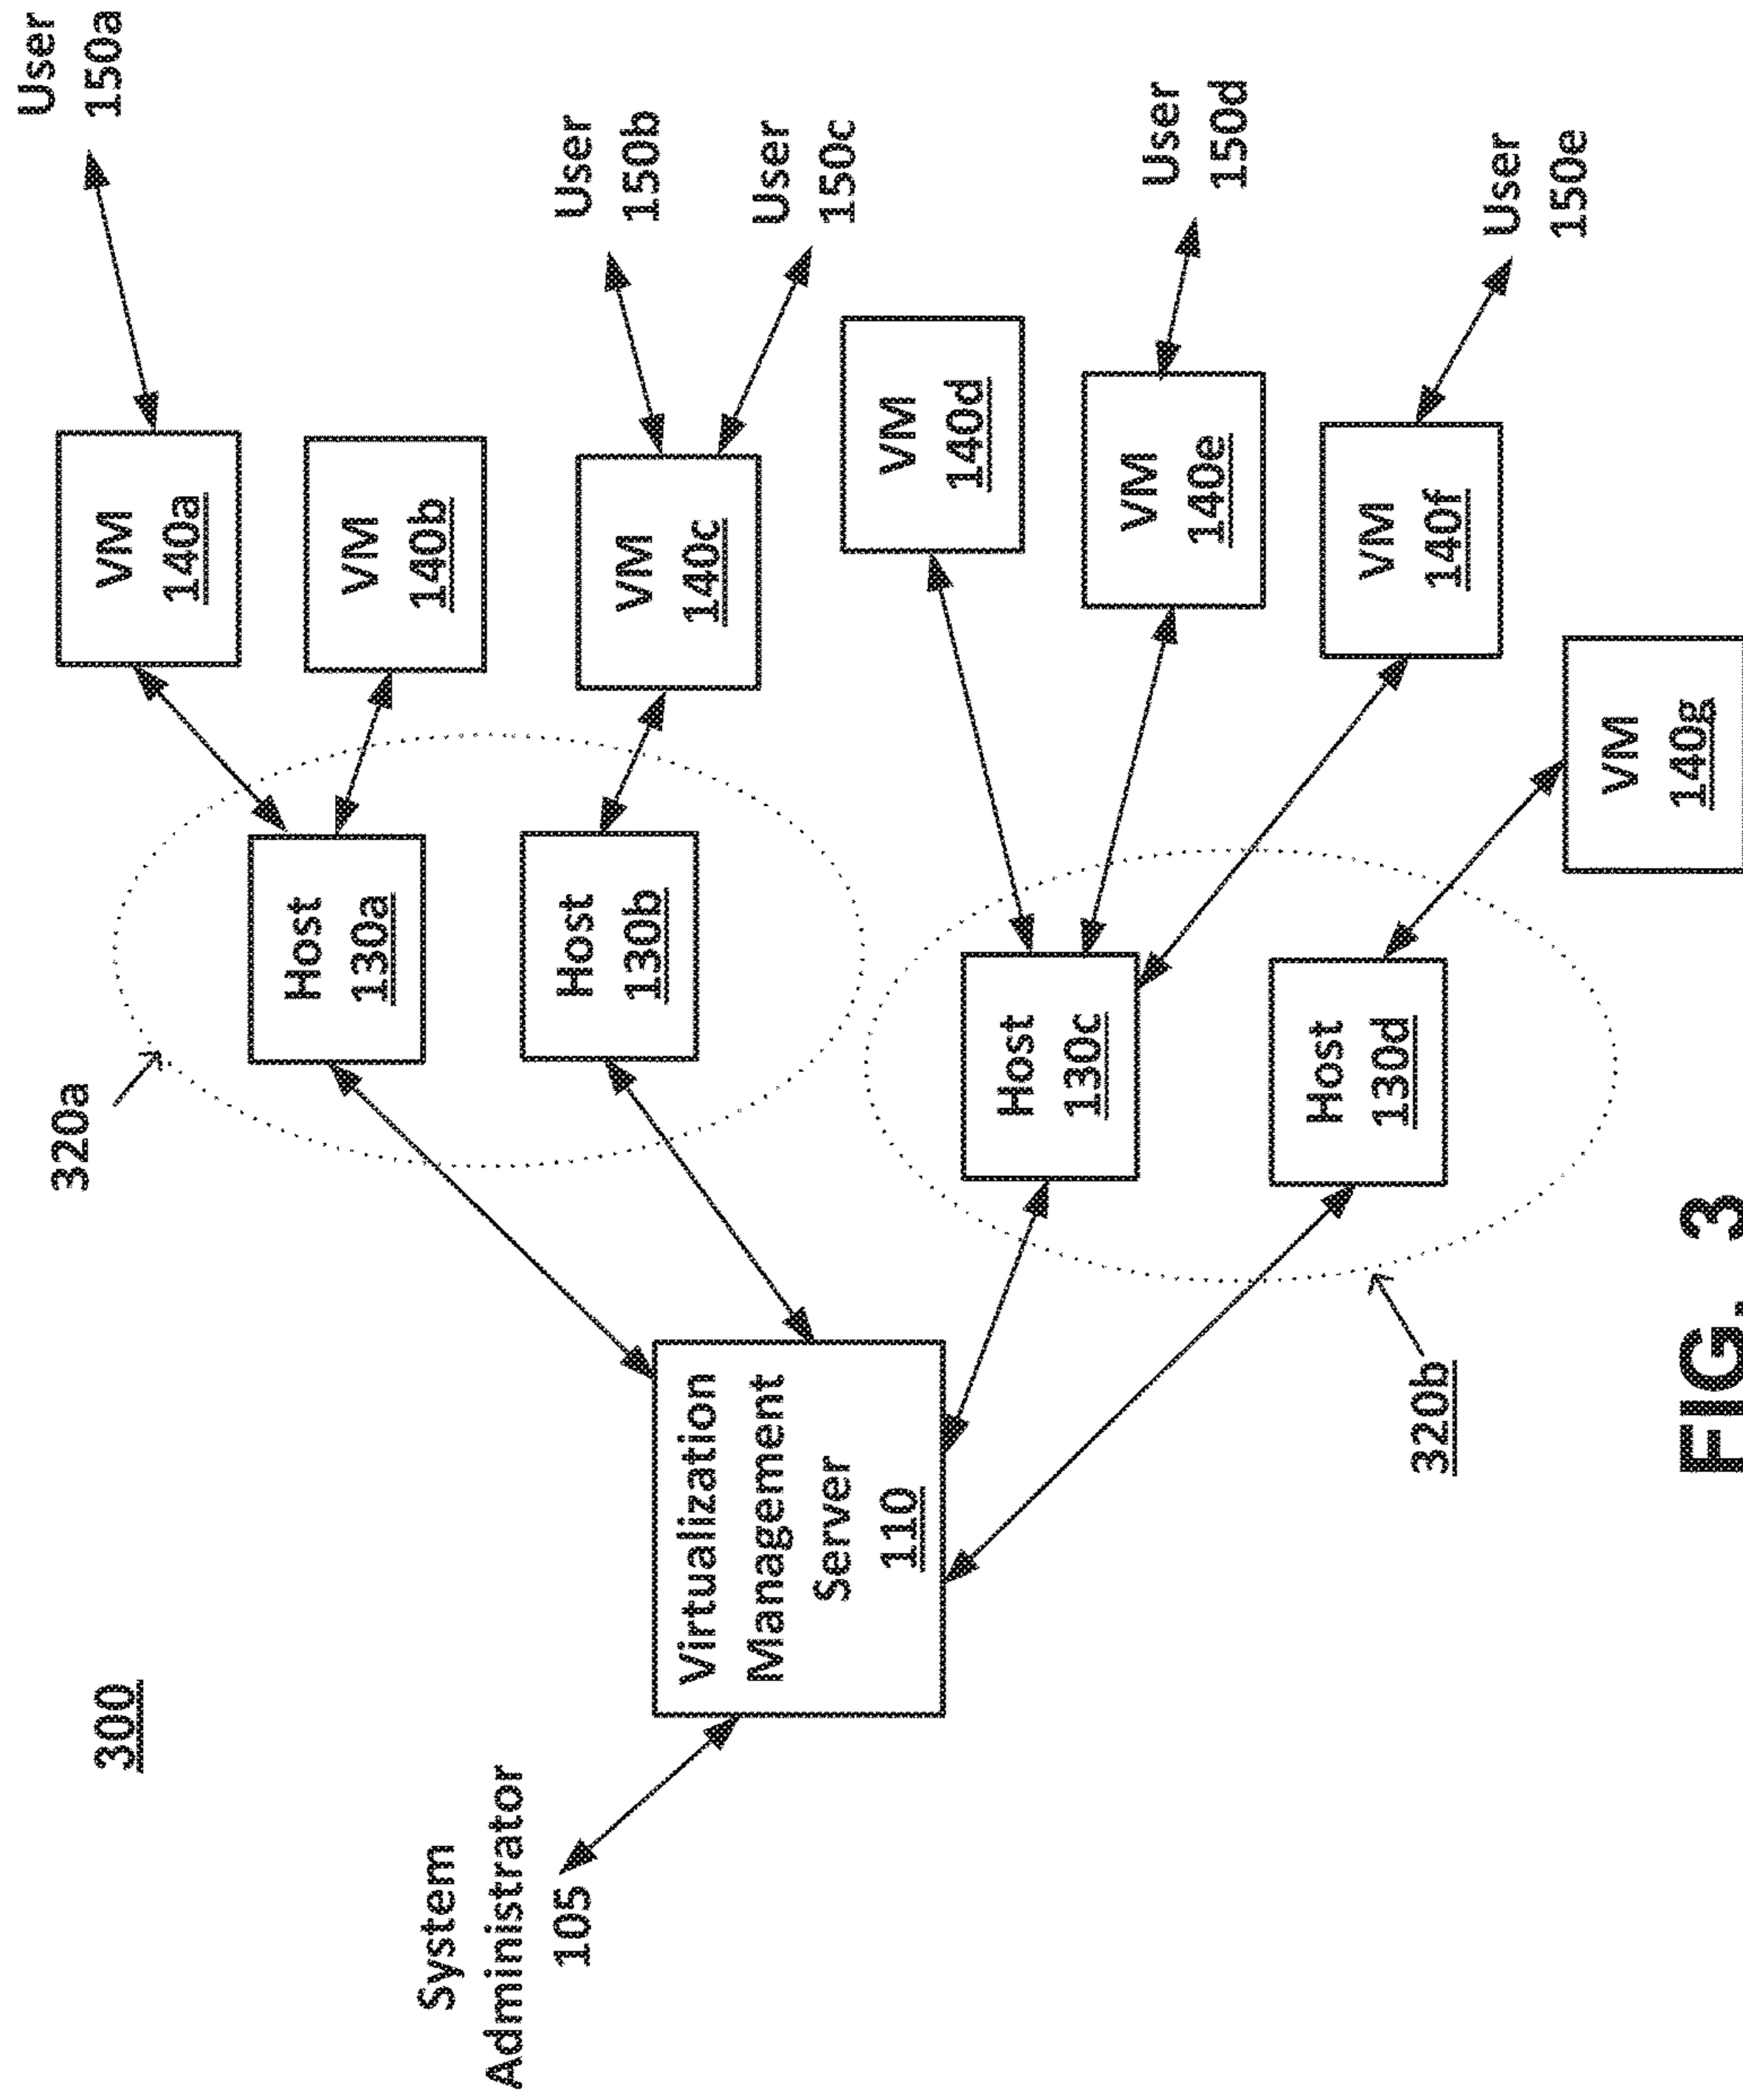 300
System
Administrator
105
Virtualization
Management
Server
110
320a
320b
Host
130a
Host
130b
Host
130c
Host
130d
VM
140a
VM
140b
VM
140c
VM
140d
VM
140e
VM
140f
VM
140g
User
150a
User
150b
User
150c
User
150d
User
150e
FIG. 3